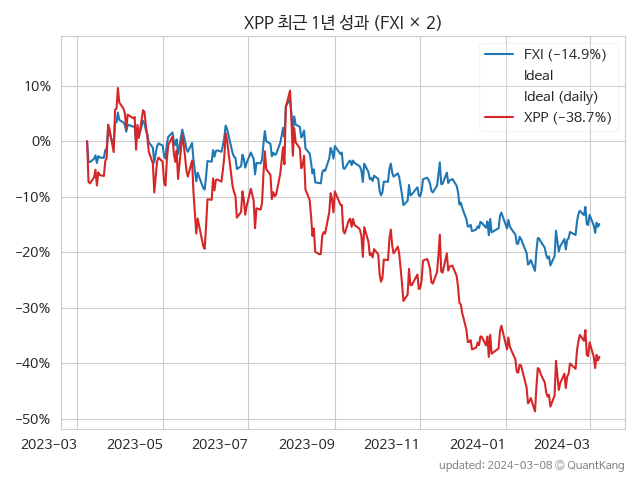 XPP 최근 1년 성과 (FXI × 2)
FXI (−14.9%)
Ideal
Ideal (daily)
XPP (−38.7%)
10%
0%
−10%
−20%
−30%
−40%
−50%
2023−03
2023−05
2023−07
2023−09
2023−11
2024−01
2024−03
updated: 2024-03-08 © QuantKang